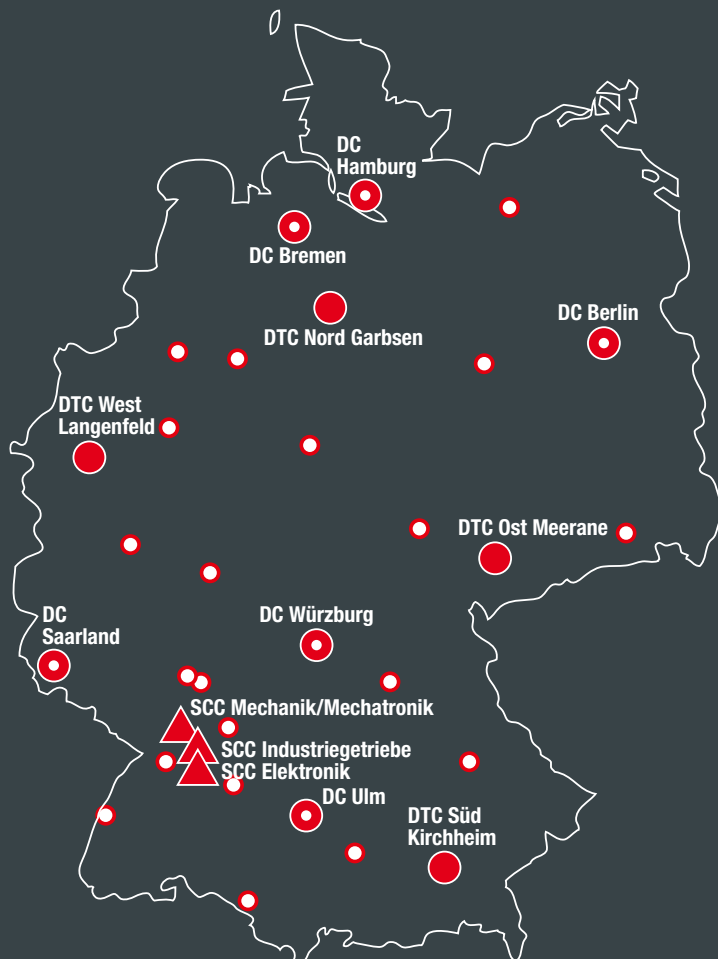 DC
Hamburg
DC Bremen
DTC Nord Garbsen
DC Berlin
DTC West
Langenfeld
DTC Ost Meerane
DC
Saarland
DC Würzburg
SCC Mechanik/Mechatronik
SCC Industriegetriebe
SCC Elektronik
DC Ulm
DTC Süd
Kirchheim